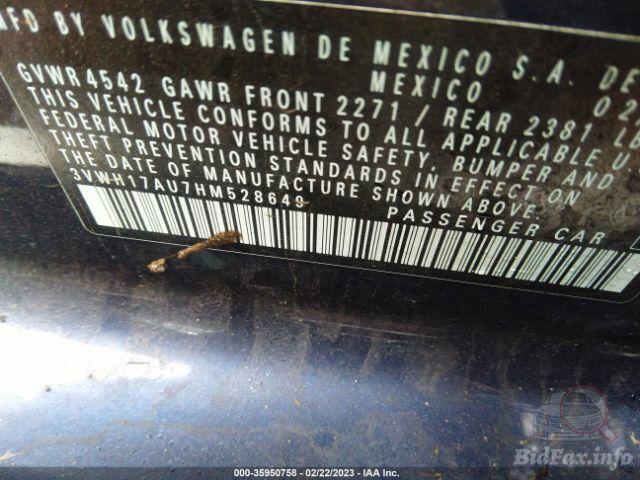 MFD BY VOLKSWAGEN DE MEXICO S.A. DE
MEXICO
GVWR 4542 GAWR FRONT 2271 / REAR 2381 LB
THIS VEHICLE CONFORMS TO ALL APPLICABLE U.
FEDERAL MOTOR VEHICLE SAFETY, BUMPER AND
THEFT PREVENTION STANDARDS IN EFFECT ON
THE DATE OF MANUFACTURE SHOWN ABOVE.
3VWH17AU7HM528649 PASSENGER CAR
BidFax.info
000-35950758 - 02/22/2023 - IAA Inc.